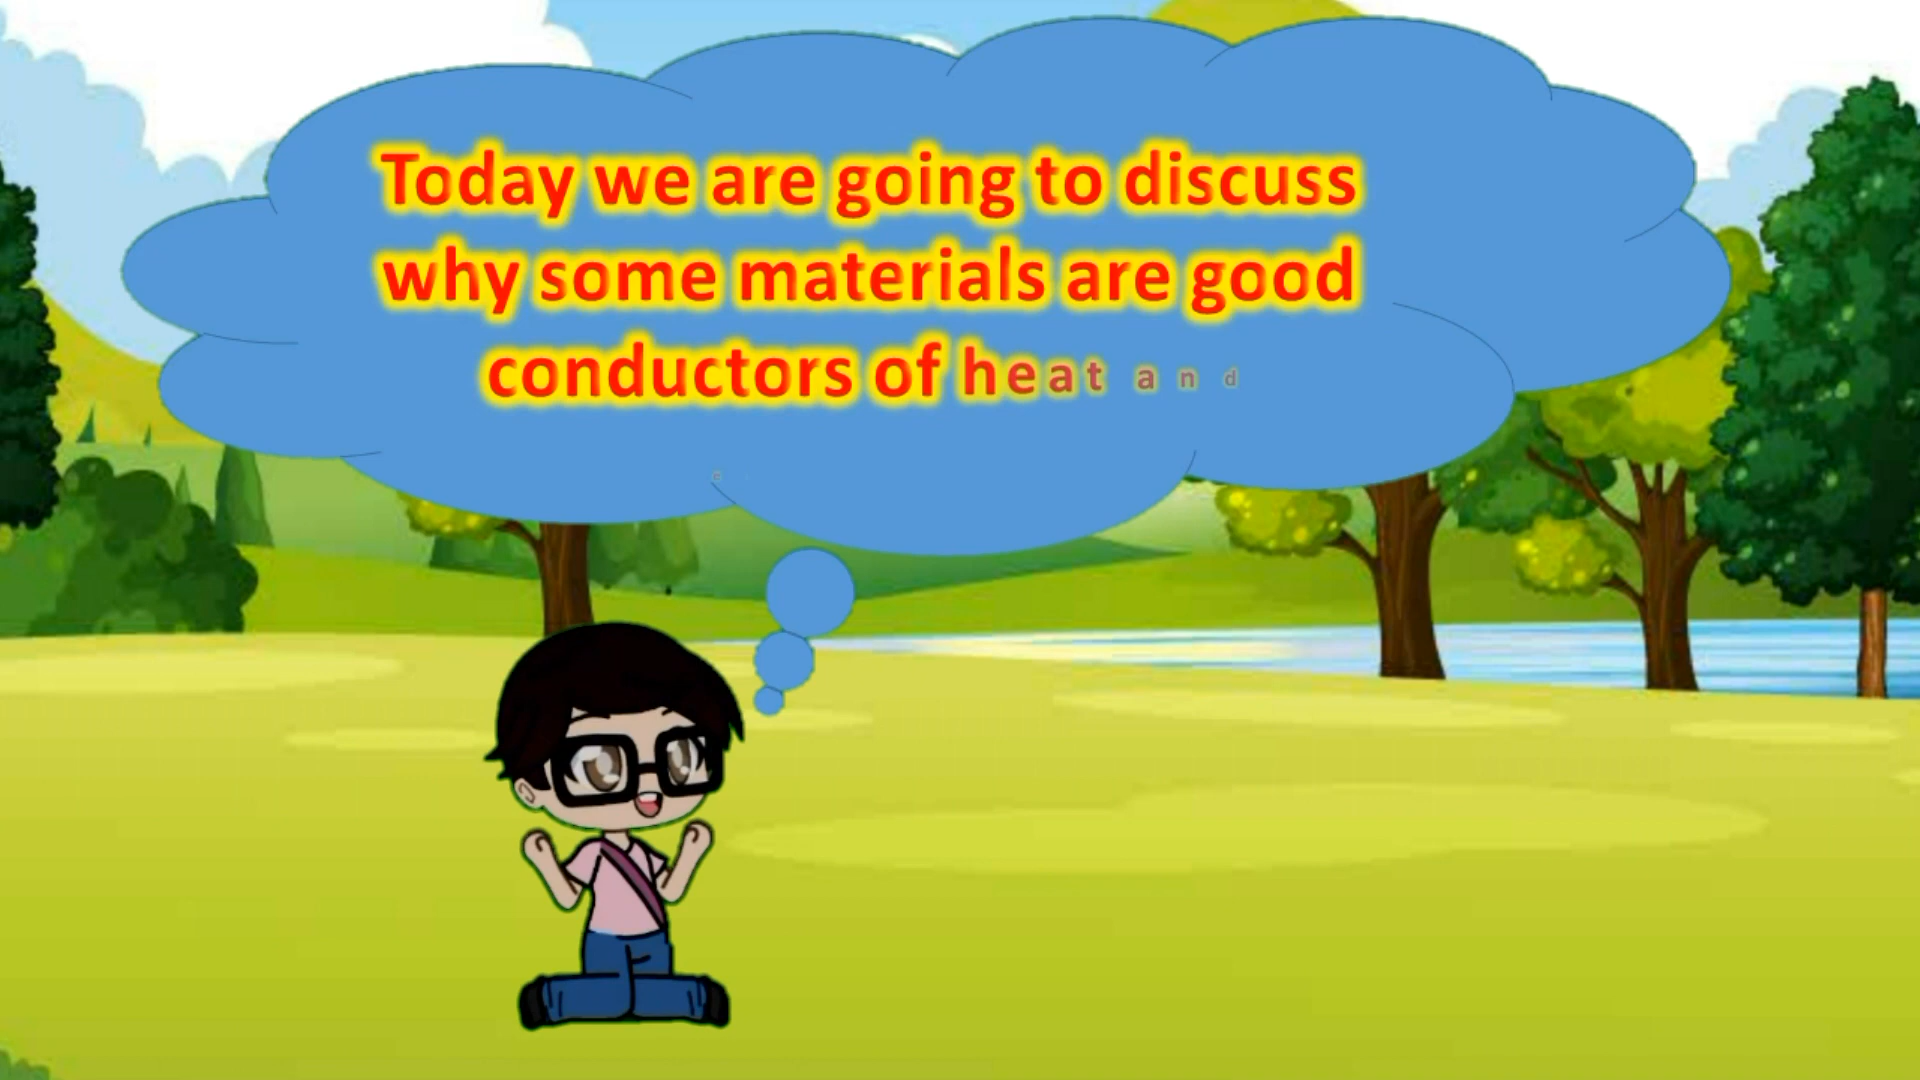 Today we are going to discuss
why some materials are good
conductors of heat and